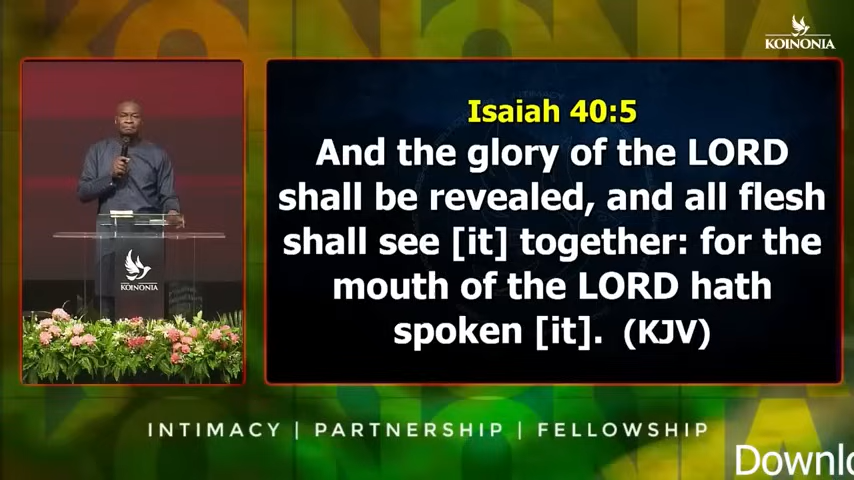 KOINONIA
Isaiah 40:5
And the glory of the LORD
shall be revealed, and all flesh
shall see [it] together: for the
mouth of the LORD hath
spoken [it]. (KJV)
KOINONIA
INTIMACY | PARTNERSHIP | FELLOWSHIP
Downlo